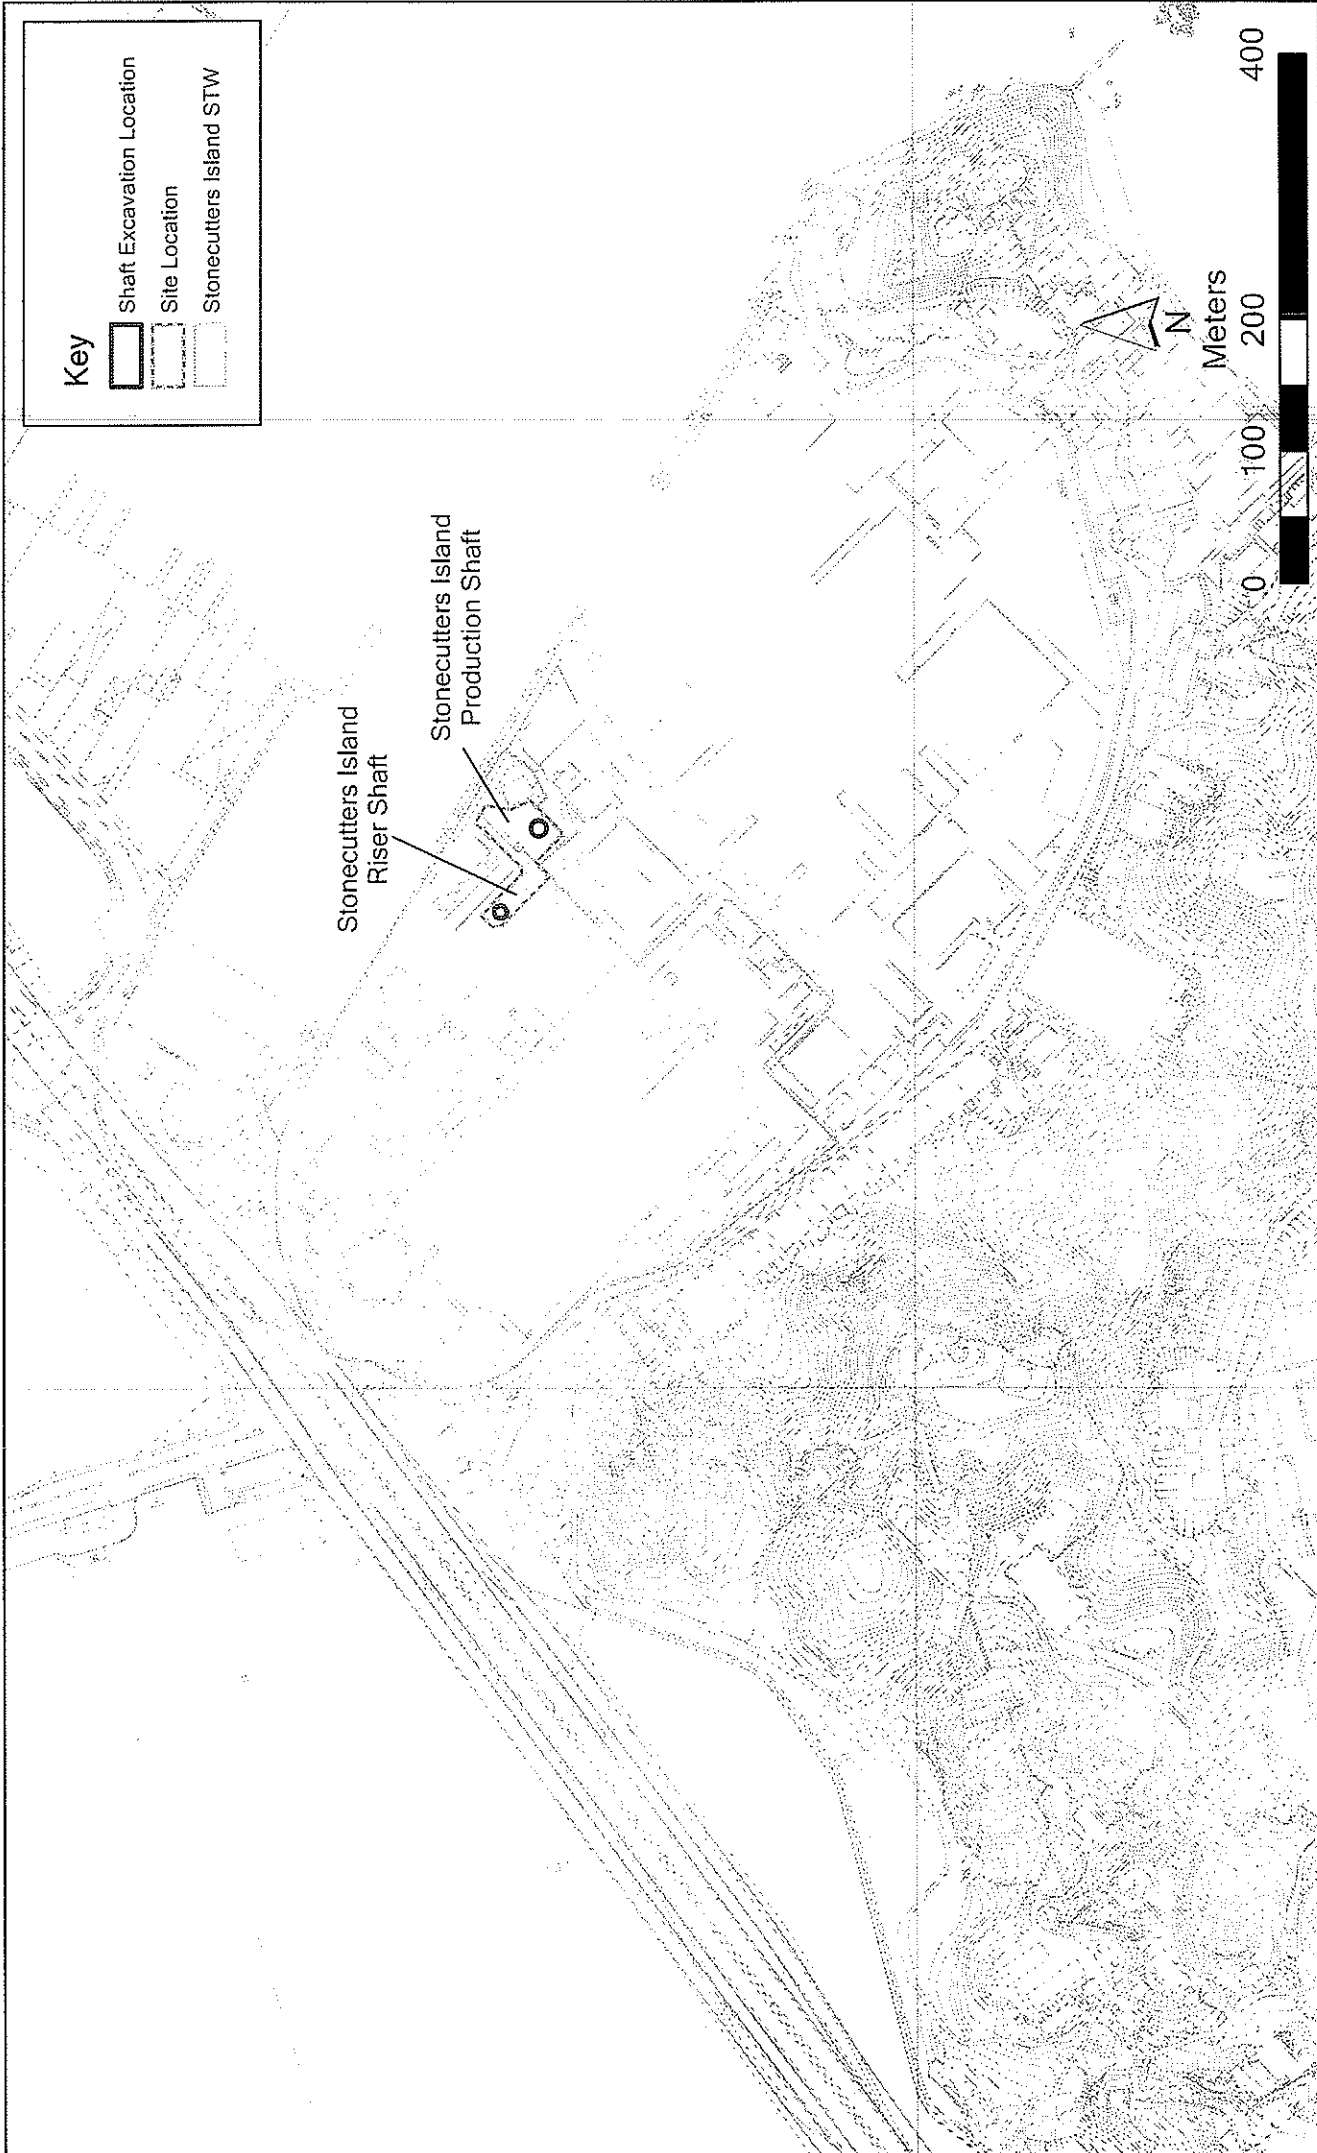 Key
Shaft Excavation Location
Site Location
Stonecutters Island STW
Stonecutters Island
Riser Shaft
Stonecutters Island
Production Shaft
N
Meters
0 100 200 400